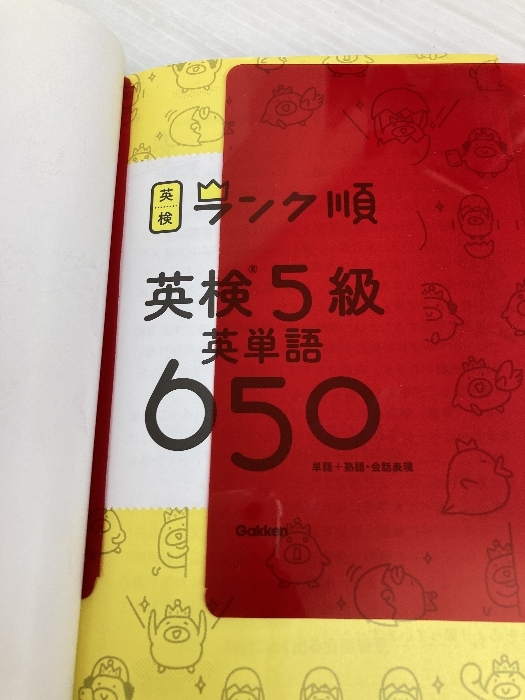 英検 ランク順
英検®5級
英単語
650
単語+熟語・会話表現
Gakken